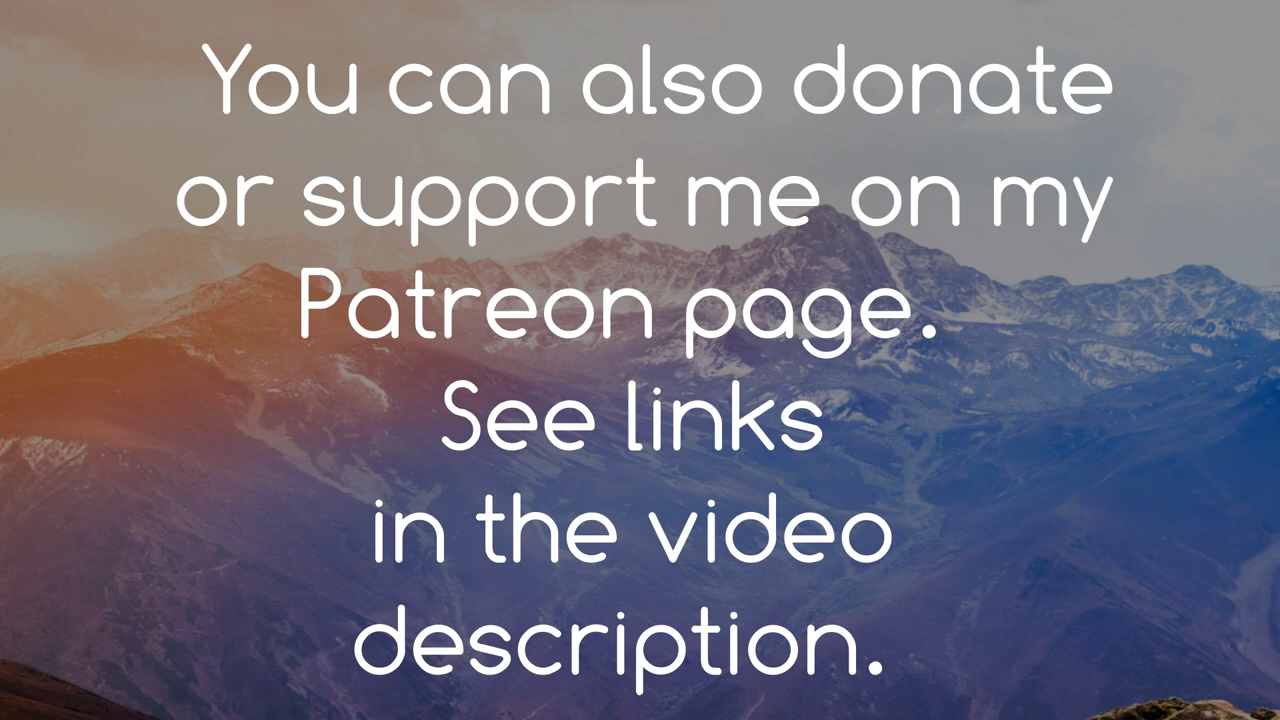 You can also donate
or support me on my
Patreon page.
See links
in the video
description.